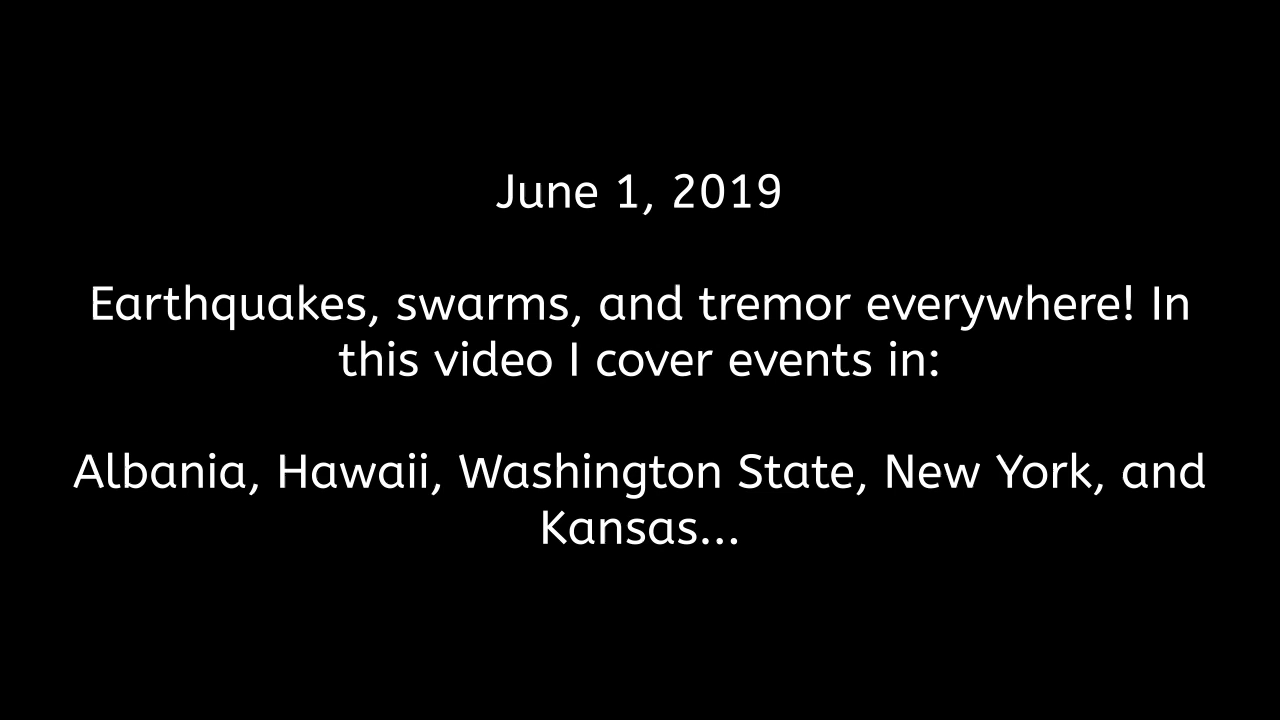 June 1, 2019
Earthquakes, swarms, and tremor everywhere! In
this video I cover events in:
Albania, Hawaii, Washington State, New York, and
Kansas...